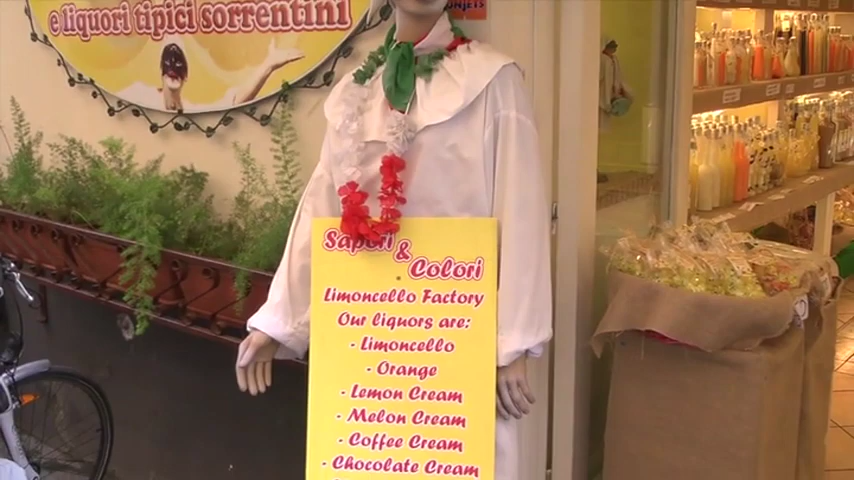 e liquori tipici sorrentini
Sapori
&
Colori
Limoncello Factory
Our liquors are:
- Limoncello
- Orange
- Lemon Cream
- Melon Cream
- Coffee Cream
- Chocolate Cream